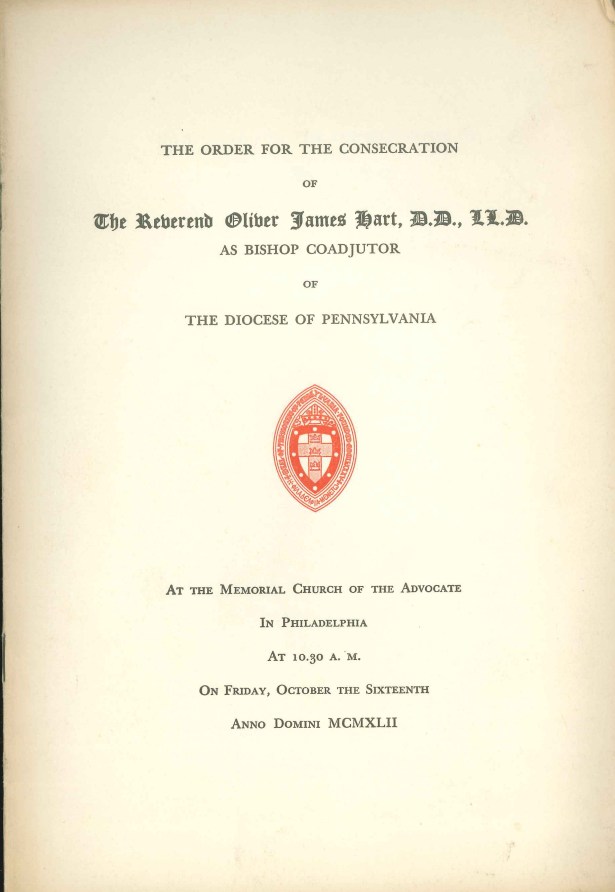 THE ORDER FOR THE CONSECRATION
OF
The Reverend Oliver James Hart, D.D., LL.D.
AS BISHOP COADJUTOR
OF
THE DIOCESE OF PENNSYLVANIA
AT THE MEMORIAL CHURCH OF THE ADVOCATE
IN PHILADELPHIA
AT 10.30 A. M.
ON FRIDAY, OCTOBER THE SIXTEENTH
ANNO DOMINI MCMXLII